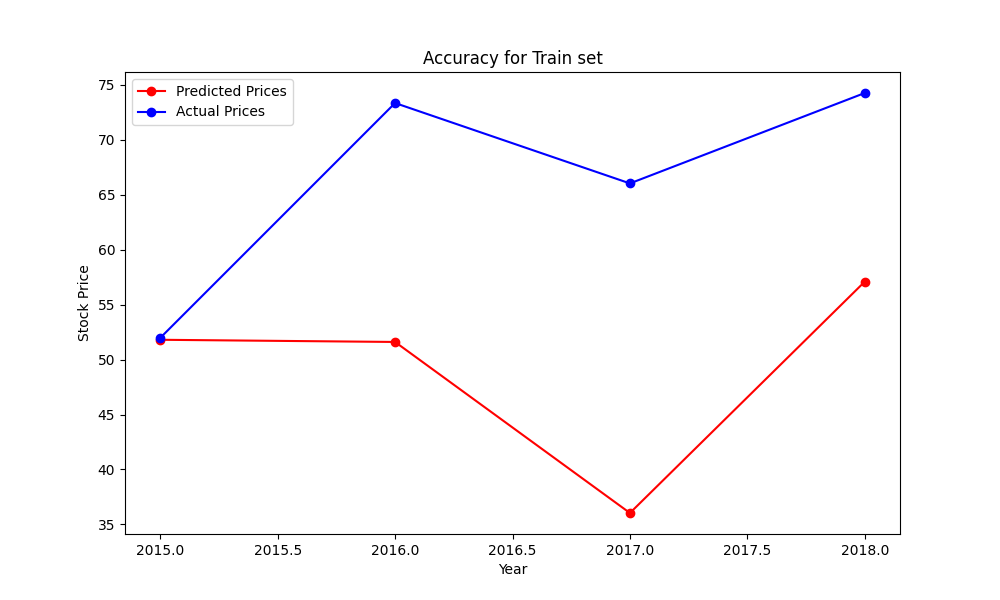 Accuracy for Train set
Predicted Prices
Actual Prices
75
70
65
60
55
50
45
40
35
Stock Price
2015.0 2015.5 2016.0 2016.5 2017.0 2017.5 2018.0
Year